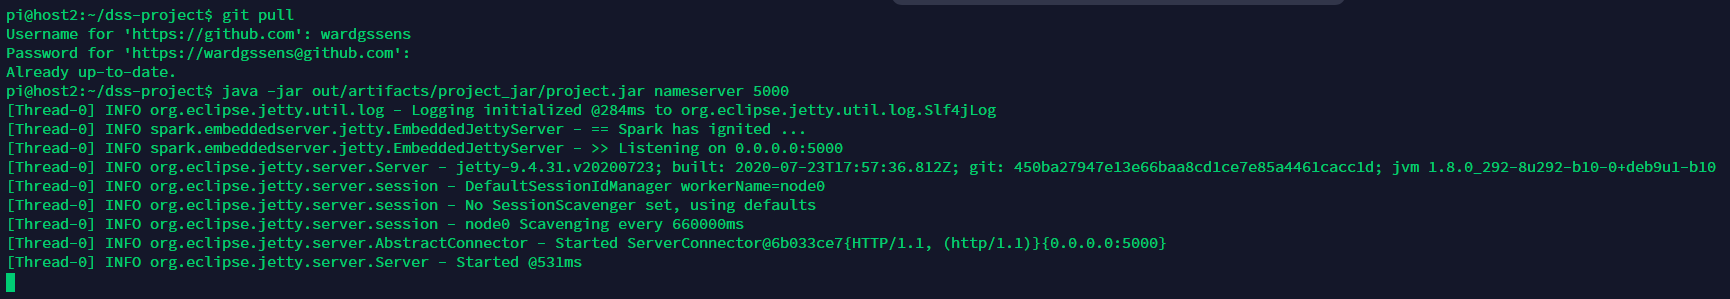 pi@host2:~/dss-project$ git pull
Username for 'https://github.com': wardgssens
Password for 'https://wardgssens@github.com':
Already up-to-date.
pi@host2:~/dss-project$ java -jar out/artifacts/project_jar/project.jar nameserver 5000
[Thread-0] INFO org.eclipse.jetty.util.log - Logging initialized @284ms to org.eclipse.jetty.util.log.Slf4jLog
[Thread-0] INFO spark.embeddedserver.jetty.EmbeddedJettyServer - == Spark has ignited ...
[Thread-0] INFO spark.embeddedserver.jetty.EmbeddedJettyServer - >> Listening on 0.0.0.0:5000
[Thread-0] INFO org.eclipse.jetty.server.Server - jetty-9.4.31.v20200723; built: 2020-07-23T17:57:36.812Z; git: 450ba27947e13e66baa8cd1ce7e85a4461cacc1d; jvm 1.8.0_292-8u292-b10-0+deb9u1-b10
[Thread-0] INFO org.eclipse.jetty.server.session - DefaultSessionIdManager workerName=node0
[Thread-0] INFO org.eclipse.jetty.server.session - No SessionScavenger set, using defaults
[Thread-0] INFO org.eclipse.jetty.server.session - node0 Scavenging every 660000ms
[Thread-0] INFO org.eclipse.jetty.server.AbstractConnector - Started ServerConnector@6b033ce7{HTTP/1.1, (http/1.1)}{0.0.0.0:5000}
[Thread-0] INFO org.eclipse.jetty.server.Server - Started @531ms